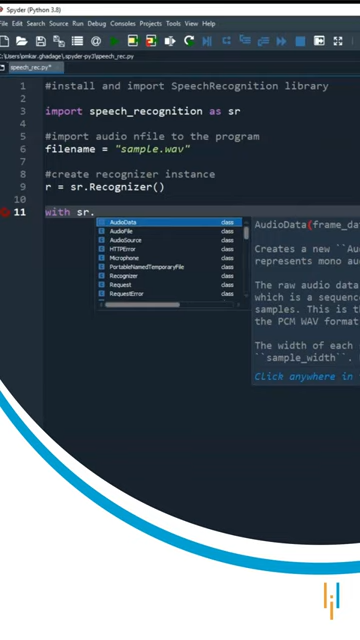 Spyder (Python 3.8)
File Edit Search Source Run Debug Consoles Projects Tools View Help
speech_rec.py*
1 #install and import SpeechRecognition library
2
3 import speech_recognition as sr
4
5 #import audio nfile to the program
6 filename = "sample.wav"
7
8 #create recognizer instance
9 r = sr.Recognizer()
10
11 with sr.
AudioData class
AudioFile class
AudioSource class
HTTPError class
Microphone class
PortableNamedTemporaryFile class
Recognizer class
Request class
RequestError class
AudioData(frame_da
Creates a new ``Au
represents mono au
The raw audio data
which is a sequenc
samples. This is t
the PCM WAV format
The width of each
``sample_width``.
Click anywhere in